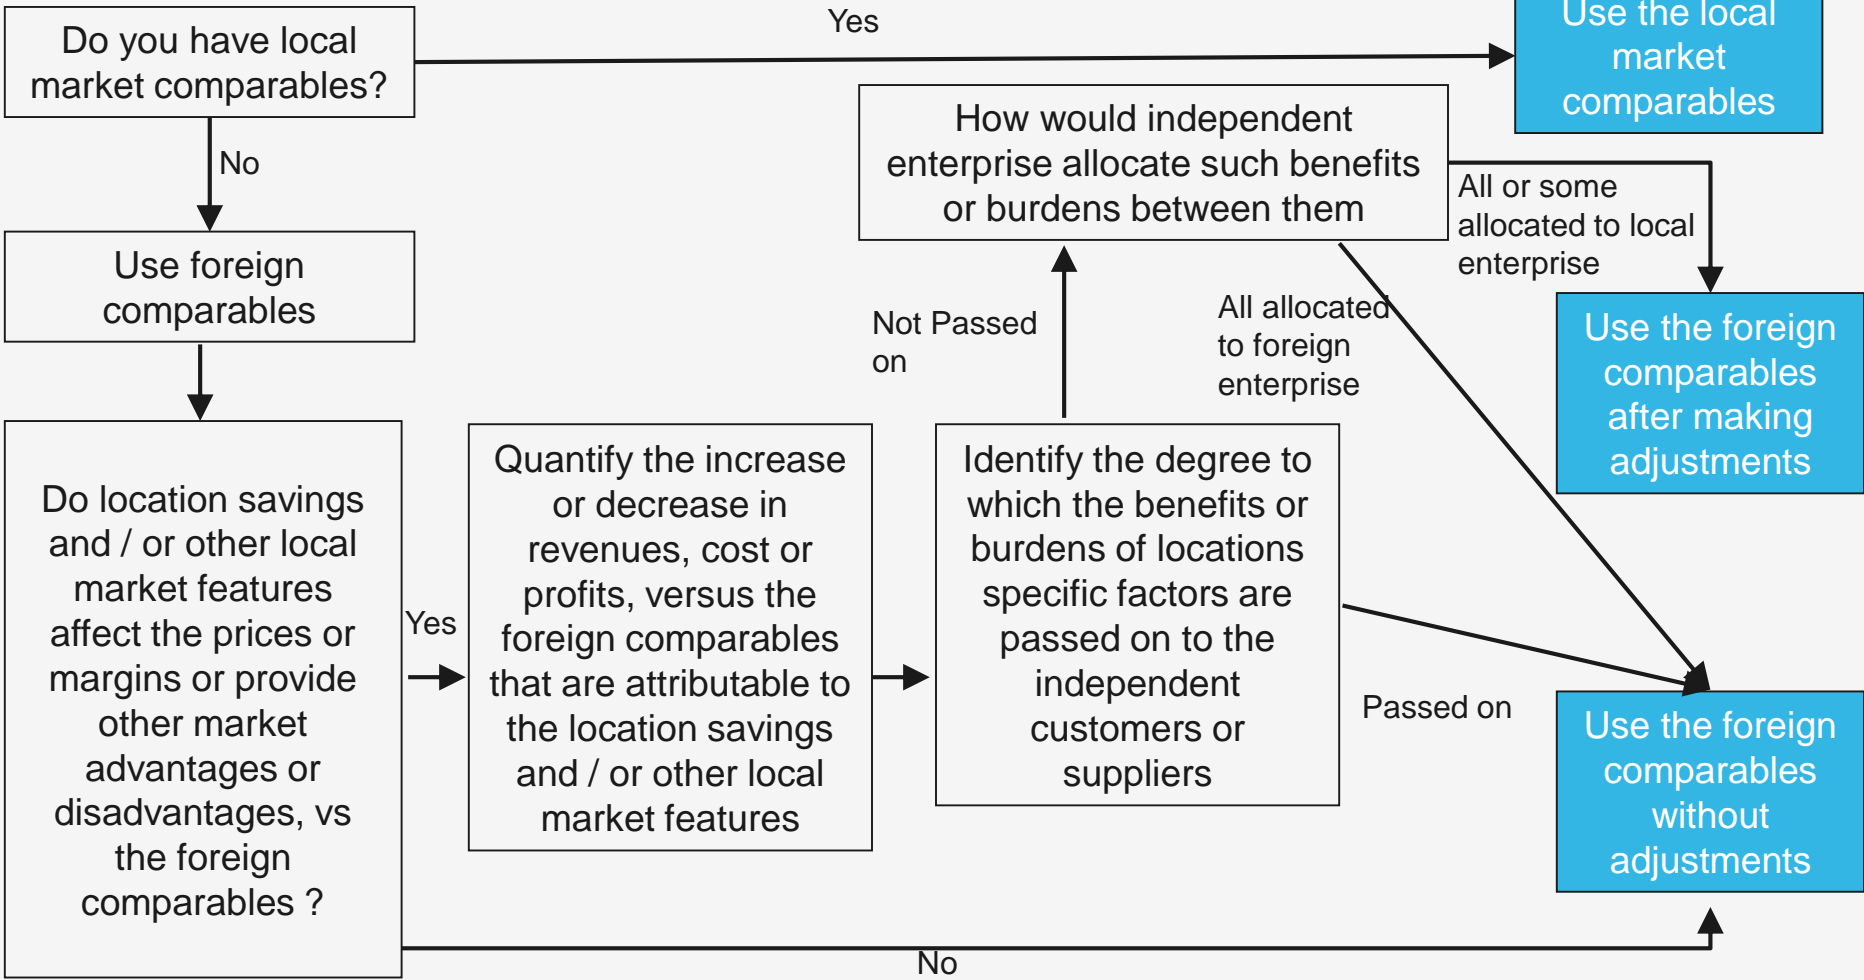 Do you have local
market comparables?
Yes
Use the local
market
comparables
No
How would independent
enterprise allocate such benefits
or burdens between them
All or some
allocated to local
enterprise
Use foreign
comparables
Not Passed
on
All allocated
to foreign
enterprise
Use the foreign
comparables
after making
adjustments
Do location savings
and / or other local
market features
affect the prices or
margins or provide
other market
advantages or
disadvantages, vs
the foreign
comparables ?
Yes
Quantify the increase
or decrease in
revenues, cost or
profits, versus the
foreign comparables
that are attributable to
the location savings
and / or other local
market features
Identify the degree to
which the benefits or
burdens of locations
specific factors are
passed on to the
independent
customers or
suppliers
Passed on
Use the foreign
comparables
without
adjustments
No